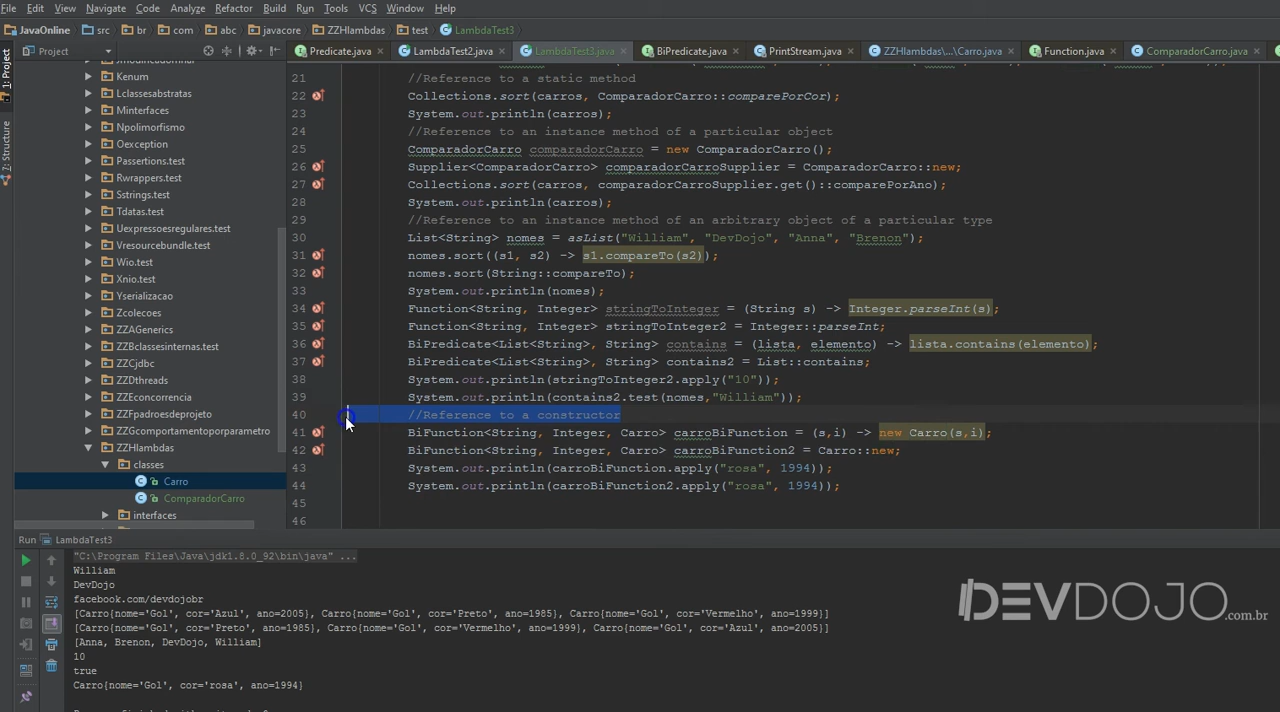 File Edit View Navigate Code Analyze Refactor Build Run Tools VCS Window Help
JavaOnline src br com abc javacore ZZHlambdas test LambdaTest3
Project
Predicate.java LambdaTest2.java LambdaTest3.java BiPredicate.java PrintStream.java ZZHlambdas\...\Carro.java Function.java ComparadorCarro.java
1: Project
7: Structure
Kenum
Lclassesabstratas
Minterfaces
Npolimorfismo
Oexception
Passertions.test
Rwrappers.test
Sstrings.test
Tdatas.test
Uexpressoesregulares.test
Vresourcebundle.test
Wio.test
Xnio.test
Yserializacao
Zcolecoes
ZZAGenerics
ZZBclassesinternas.test
ZZCjdbc
ZZDthreads
ZZEconcorrencia
ZZFpadroesdeprojeto
ZZGcomportamentoporparametro
ZZHlambdas
classes
Carro
ComparadorCarro
interfaces
21 //Reference to a static method
22 Collections.sort(carros, ComparadorCarro::comparePorCor);
23 System.out.println(carros);
24 //Reference to an instance method of a particular object
25 ComparadorCarro comparadorCarro = new ComparadorCarro();
26 Supplier<ComparadorCarro> comparadorCarroSupplier = ComparadorCarro::new;
27 Collections.sort(carros, comparadorCarroSupplier.get()::comparePorAno);
28 System.out.println(carros);
29 //Reference to an instance method of an arbitrary object of a particular type
30 List<String> nomes = asList("William", "DevDojo", "Anna", "Brenon");
31 nomes.sort((s1, s2) -> s1.compareTo(s2));
32 nomes.sort(String::compareTo);
33 System.out.println(nomes);
34 Function<String, Integer> stringToInteger = (String s) -> Integer.parseInt(s);
35 Function<String, Integer> stringToInteger2 = Integer::parseInt;
36 BiPredicate<List<String>, String> contains = (lista, elemento) -> lista.contains(elemento);
37 BiPredicate<List<String>, String> contains2 = List::contains;
38 System.out.println(stringToInteger2.apply("10"));
39 System.out.println(contains2.test(nomes,"William"));
40 //Reference to a constructor
41 BiFunction<String, Integer, Carro> carroBiFunction = (s,i) -> new Carro(s,i);
42 BiFunction<String, Integer, Carro> carroBiFunction2 = Carro::new;
43 System.out.println(carroBiFunction.apply("rosa", 1994));
44 System.out.println(carroBiFunction2.apply("rosa", 1994));
45
46
Run LambdaTest3
"C:\Program Files\Java\jdk1.8.0_92\bin\java" ...
William
DevDojo
facebook.com/devdojobr
[Carro{nome='Gol', cor='Azul', ano=2005}, Carro{nome='Gol', cor='Preto', ano=1985}, Carro{nome='Gol', cor='Vermelho', ano=1999}]
[Carro{nome='Gol', cor='Preto', ano=1985}, Carro{nome='Gol', cor='Vermelho', ano=1999}, Carro{nome='Gol', cor='Azul', ano=2005}]
[Anna, Brenon, DevDojo, William]
10
true
Carro{nome='Gol', cor='rosa', ano=1994}
DEVDOJO.com.br